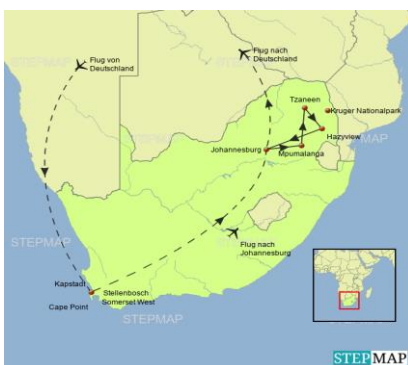 Flug von
Deutschland
Flug nach
Deutschland
STEPMAP
STEPMAP
Tzaneen
Kruger Nationalpark
Hazyview
Johannesburg
Mpumalanga
STEPMAP
STEPMAP
Flug nach
Johannesburg
Kapstadt
Stellenbosch
Somerset West
Cape Point
STEPMAP
STEPMAP